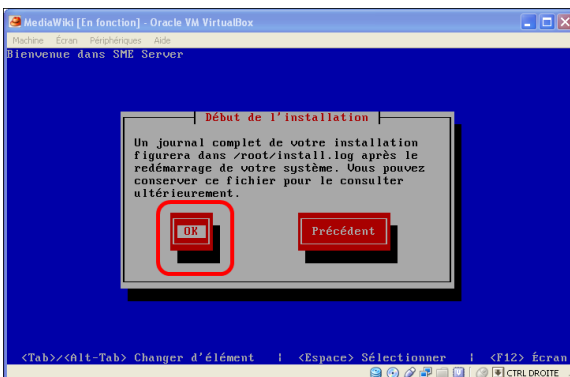 MediaWiki [En fonction] - Oracle VM VirtualBox
Machine Écran Périphériques Aide
Bienvenue dans SME Server
Début de l'installation
Un journal complet de votre installation
figurera dans /root/install.log après le
redémarrage de votre système. Vous pouvez
conserver ce fichier pour le consulter
ultérieurement.
OK Précédent
<Tab>/<Alt-Tab> Changer d'élément | <Espace> Sélectionner | <F12> Écran
CTRL DROITE